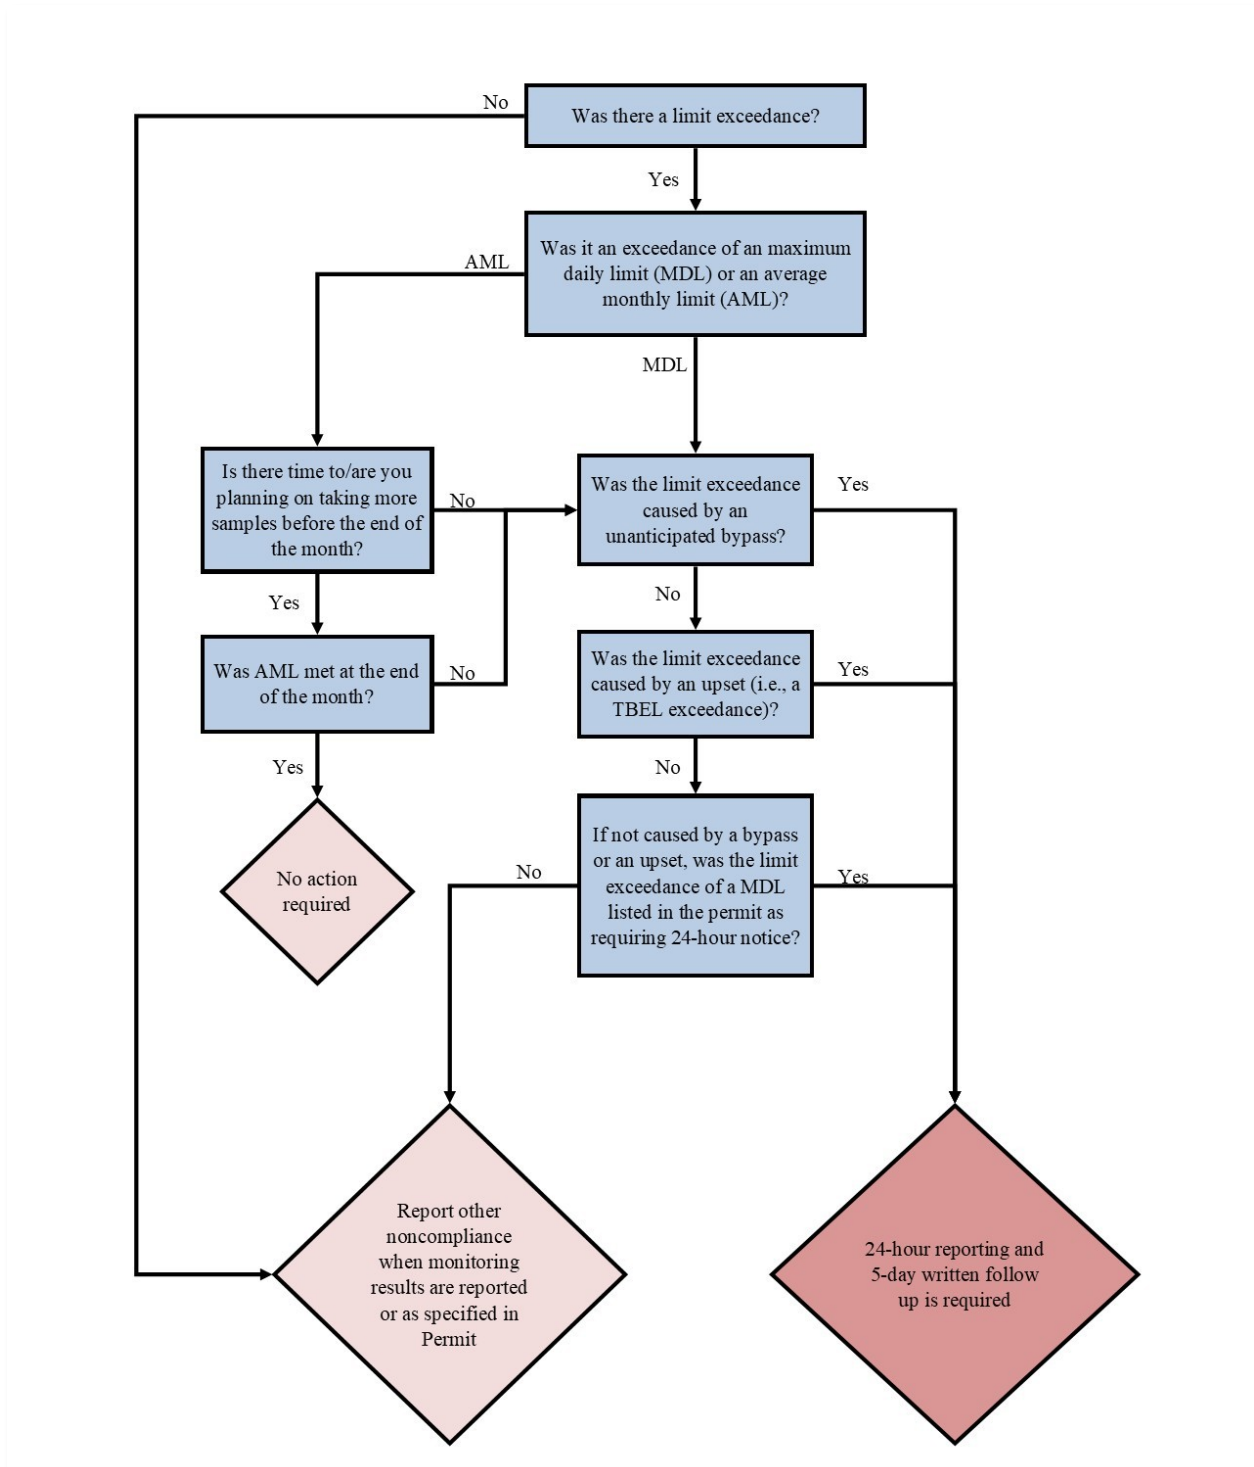 No
Was there a limit exceedance?
Yes
Was it an exceedance of an maximum
daily limit (MDL) or an average
monthly limit (AML)?
AML
MDL
Is there time to/are you
planning on taking more
samples before the end of
the month?
No
Was the limit exceedance
caused by an
unanticipated bypass?
Yes
Yes
No
Was AML met at the end
of the month?
No
Was the limit exceedance
caused by an upset (i.e., a
TBEL exceedance)?
Yes
Yes
No
No action
required
If not caused by a bypass
or an upset, was the limit
exceedance of a MDL
listed in the permit as
requiring 24-hour notice?
No
Yes
Report other
noncompliance
when monitoring
results are reported
or as specified in
Permit
24-hour reporting and
5-day written follow
up is required